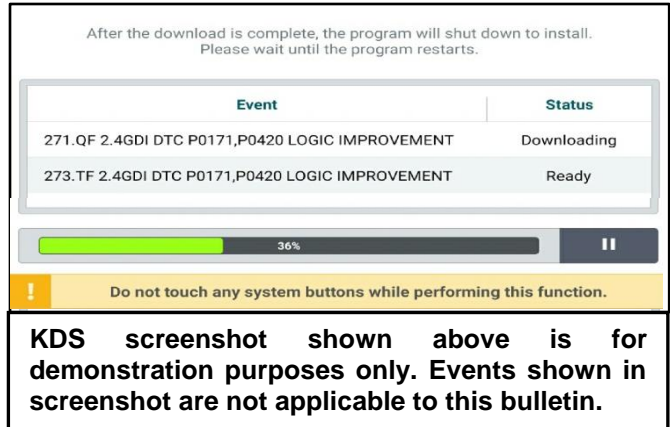 After the download is complete, the program will shut down to install.
Please wait until the program restarts.
Event Status
271.QF 2.4GDI DTC P0171,P0420 LOGIC IMPROVEMENT Downloading
273.TF 2.4GDI DTC P0171,P0420 LOGIC IMPROVEMENT Ready
36%
! Do not touch any system buttons while performing this function.
KDS screenshot shown above is for
demonstration purposes only. Events shown in
screenshot are not applicable to this bulletin.